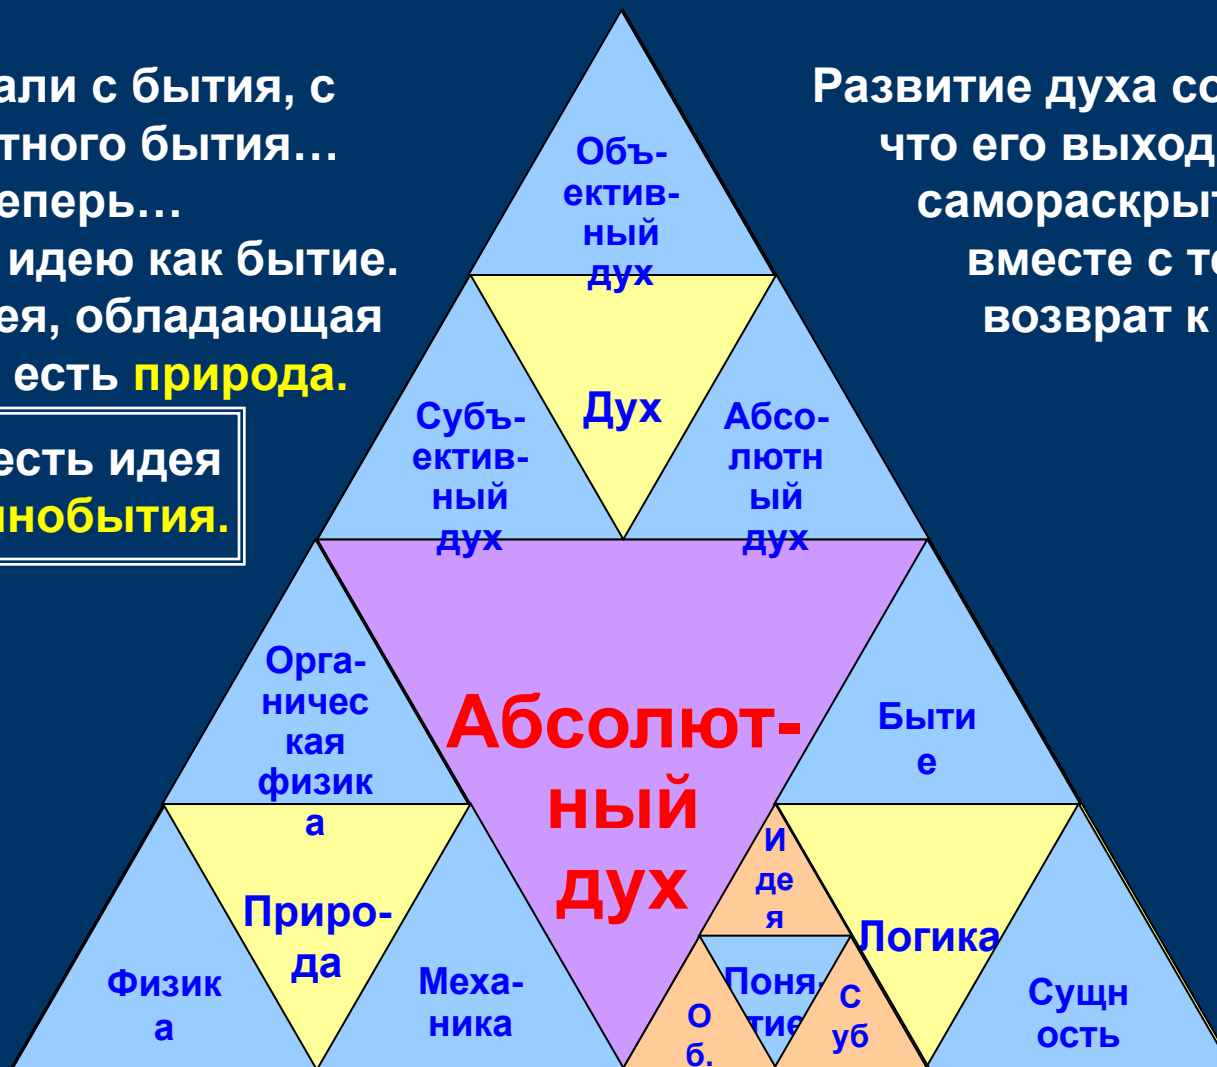 али с бытия, с
тного бытия…
еперь…
идею как бытие.
ея, обладающая
есть природа.
есть идея
нобытия.
Развитие духа со
что его выход
самораскрыт
вместе с те
возврат к
Объ-
ектив-
ный
дух
Субъ-
ектив-
ный
дух
Дух
Абсо-
лютн
ый
дух
Орга-
ничес
кая
физик
а
Абсолют-
ный
дух
Быти
е
Физик
а
Приро-
да
Меха-
ника
И
де
я
Поня-
тие
О
б.
С
уб
Логика
Сущн
ость